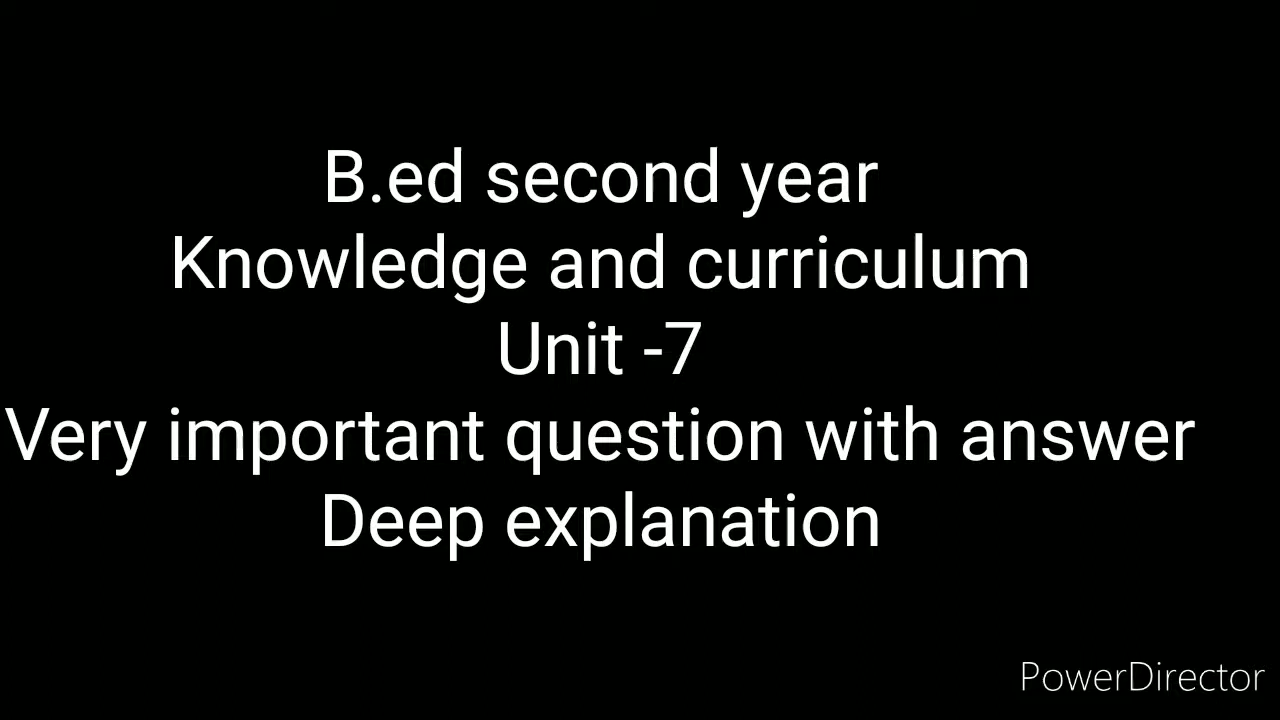 B.ed second year
Knowledge and curriculum
Unit -7
Very important question with answer
Deep explanation
PowerDirector